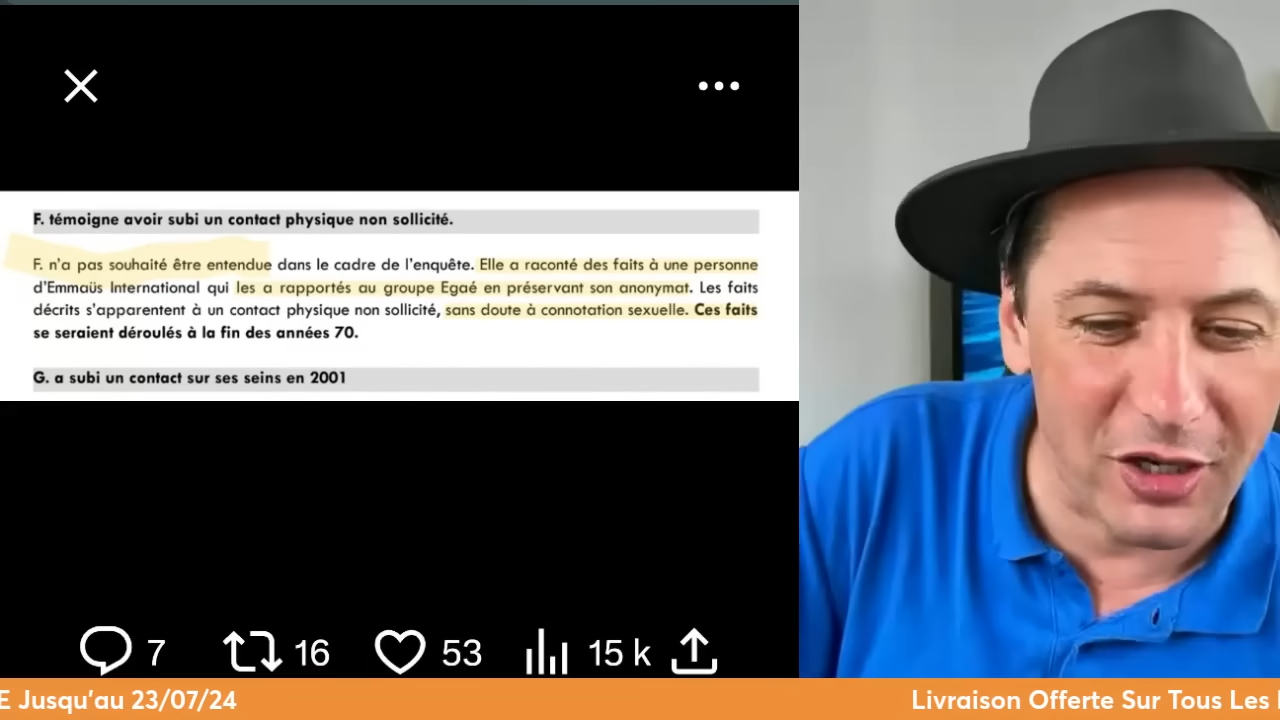 F. témoigne avoir subi un contact physique non sollicité.
F. n'a pas souhaité être entendue dans le cadre de l'enquête. Elle a raconté des faits à une personne
d'Emmaüs International qui les a rapportés au groupe Egaé en préservant son anonymat. Les faits
décrits s'apparentent à un contact physique non sollicité, sans doute à connotation sexuelle. Ces faits
se seraient déroulés à la fin des années 70.
G. a subi un contact sur ses seins en 2001
7 16 53 15 k
E Jusqu'au 23/07/24 Livraison Offerte Sur Tous Les